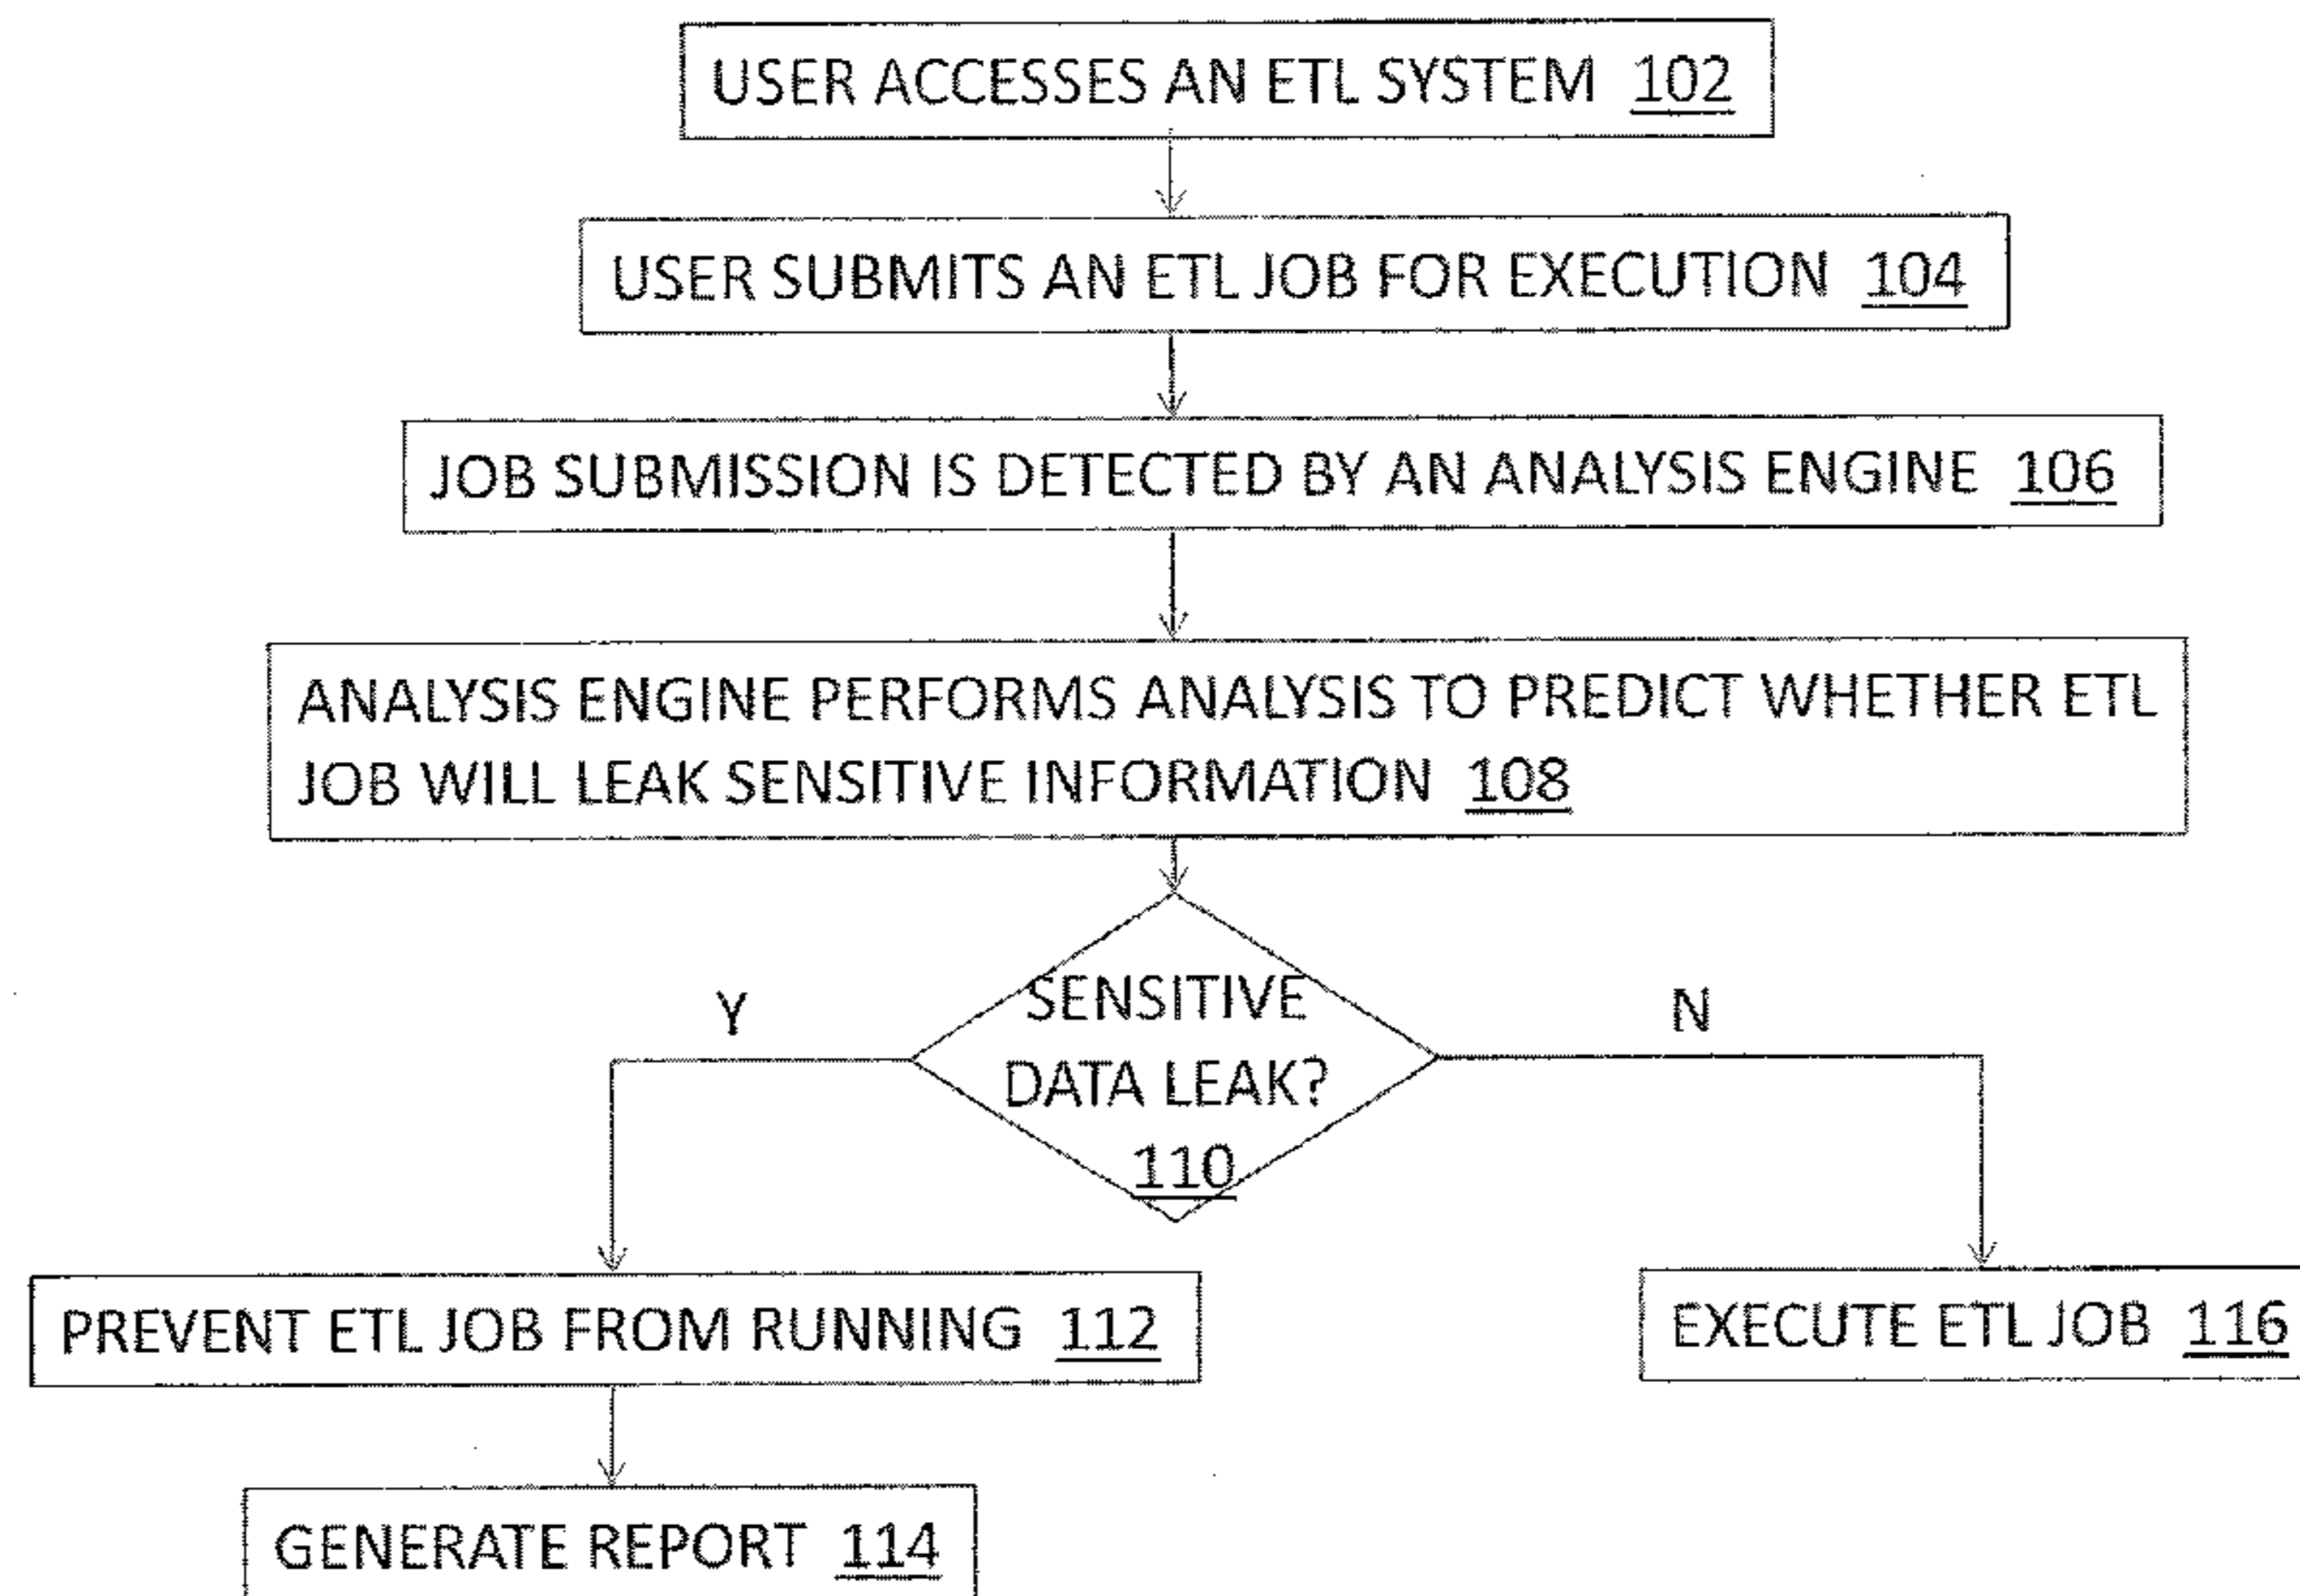 USER ACCESSES AN ETL SYSTEM 102
USER SUBMITS AN ETL JOB FOR EXECUTION 104
JOB SUBMISSION IS DETECTED BY AN ANALYSIS ENGINE 106
ANALYSIS ENGINE PERFORMS ANALYSIS TO PREDICT WHETHER ETL
JOB WILL LEAK SENSITIVE INFORMATION 108
SENSITIVE
DATA LEAK?
110
Y
N
PREVENT ETL JOB FROM RUNNING 112
EXECUTE ETL JOB 116
GENERATE REPORT 114